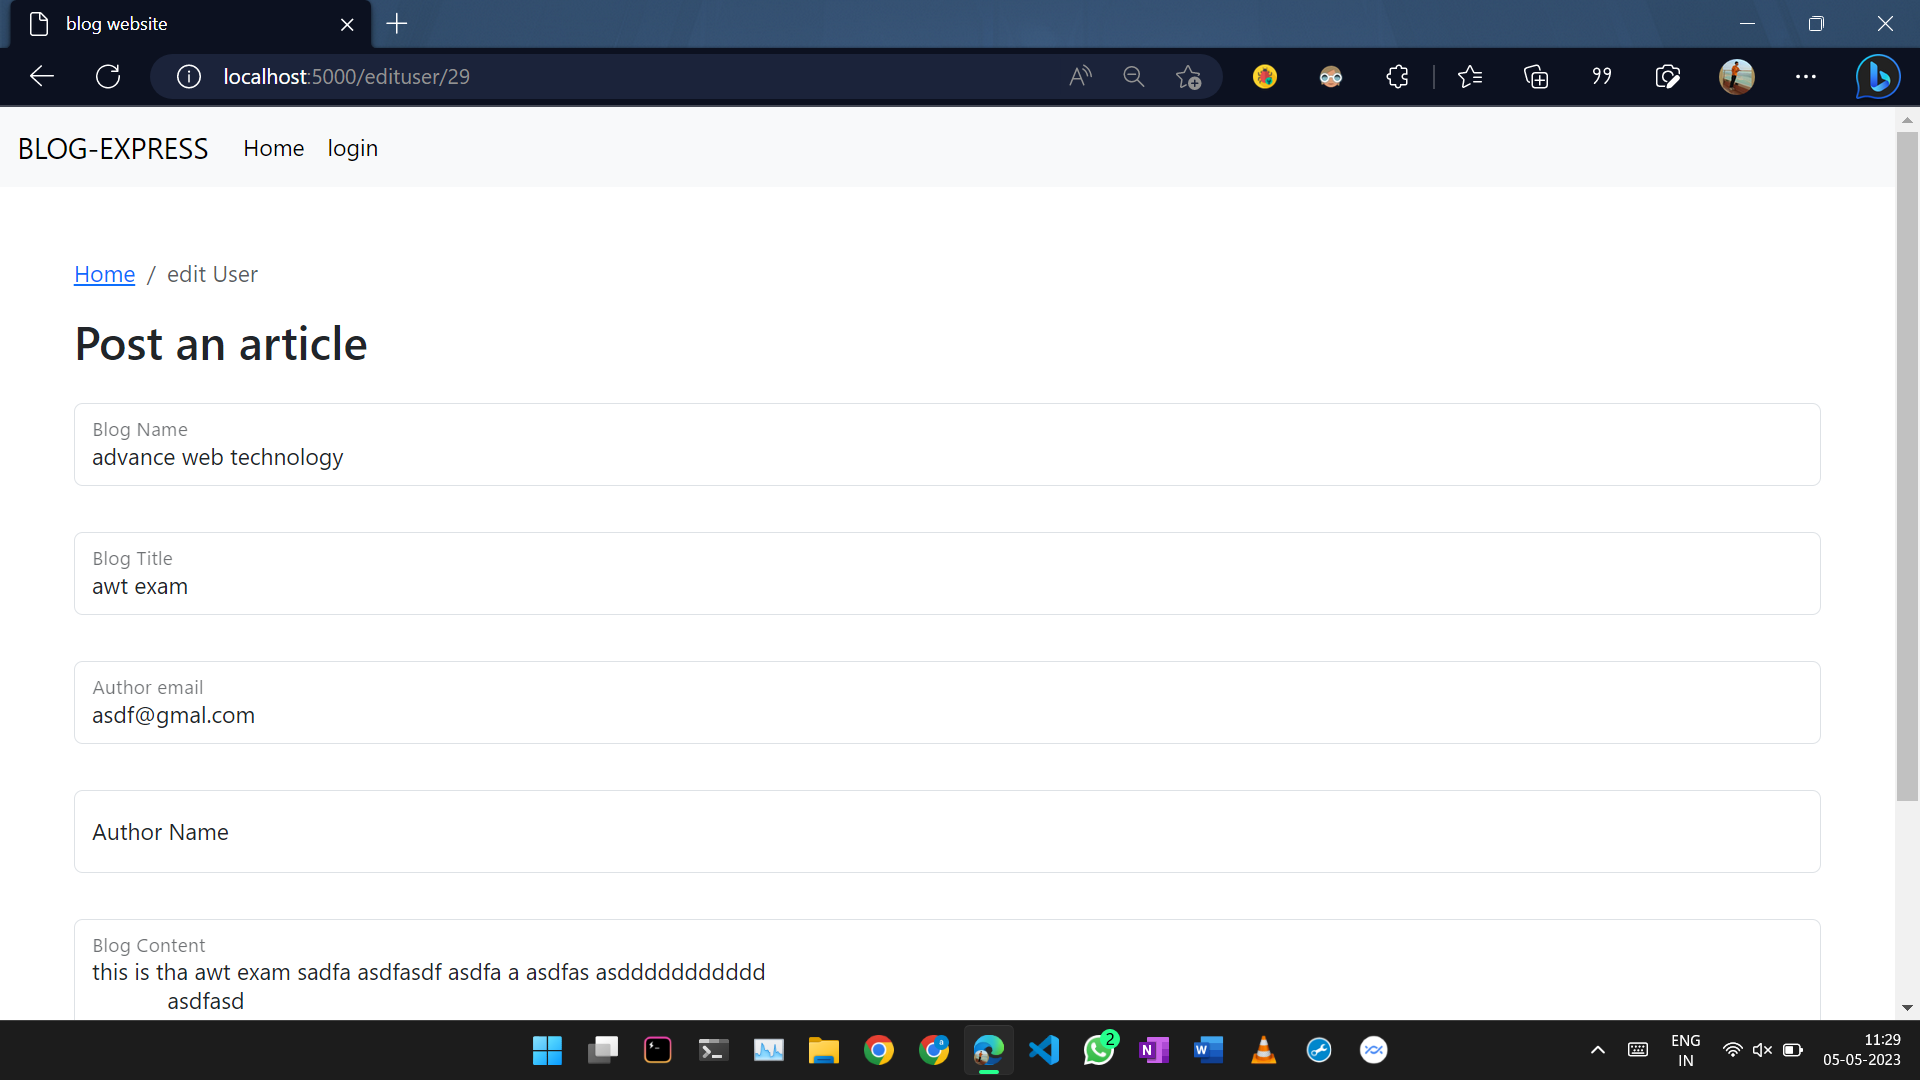 blog website
localhost:5000/edituser/29
BLOG-EXPRESS Home login
Home / edit User
Post an article
Blog Name
advance web technology
Blog Title
awt exam
Author email
asdf@gmal.com
Author Name
Blog Content
this is tha awt exam sadfa asdfasdf asdfa a asdfas asddddddddddd
asdfasd
2
ENG
IN
11:29
05-05-2023